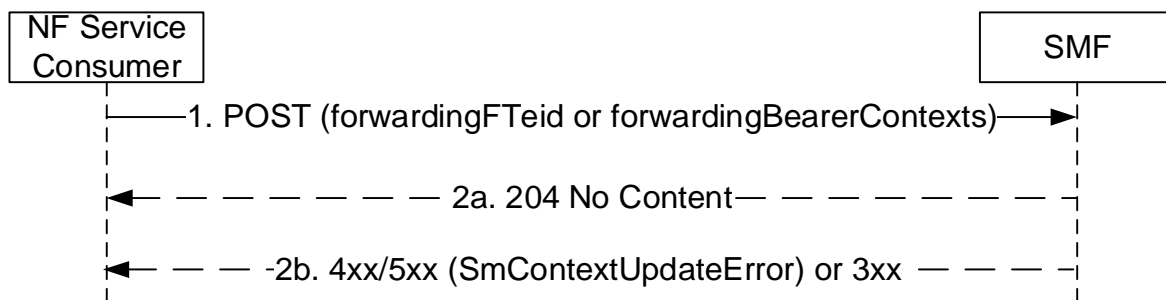 NF Service
Consumer
SMF
1. POST (forwardingFTeid or forwardingBearerContexts)
2a. 204 No Content
2b. 4xx/5xx (SmContextUpdateError) or 3xx